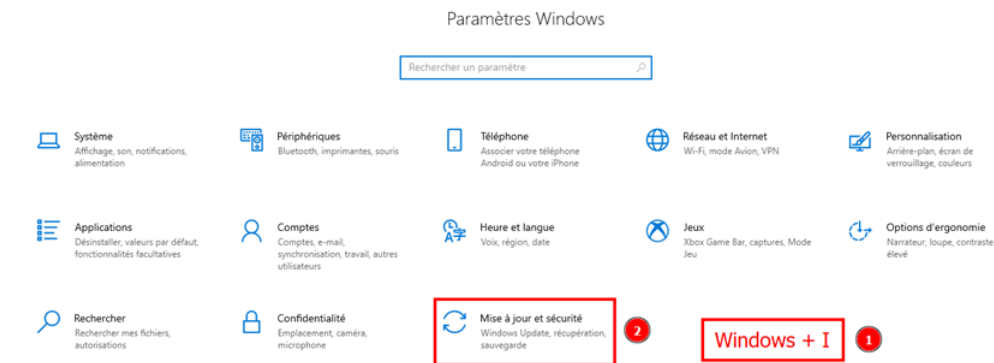 Paramètres Windows
Rechercher un paramètre
Système
Affichage, son, notifications,
alimentation
Périphériques
Bluetooth, imprimantes, souris
Téléphone
Associer votre téléphone
Android ou votre iPhone
Réseau et Internet
Wi-Fi, mode Avion, VPN
Personnalisation
Arrière-plan, écran de
verrouillage, couleurs
Applications
Désinstaller, valeurs par défaut,
fonctionnalités facultatives
Comptes
Comptes, e-mail,
synchronisation, travail, autres
utilisateurs
Heure et langue
Voix, région, date
Jeux
Xbox Game Bar, captures, Mode
Jeu
Options d'ergonomie
Narrateur, loupe, contraste
élevé
Rechercher
Rechercher mes fichiers,
autorisations
Confidentialité
Emplacement, caméra,
microphone
Mise à jour et sécurité
Windows Update, récupération,
sauvegarde
2
Windows + I
1